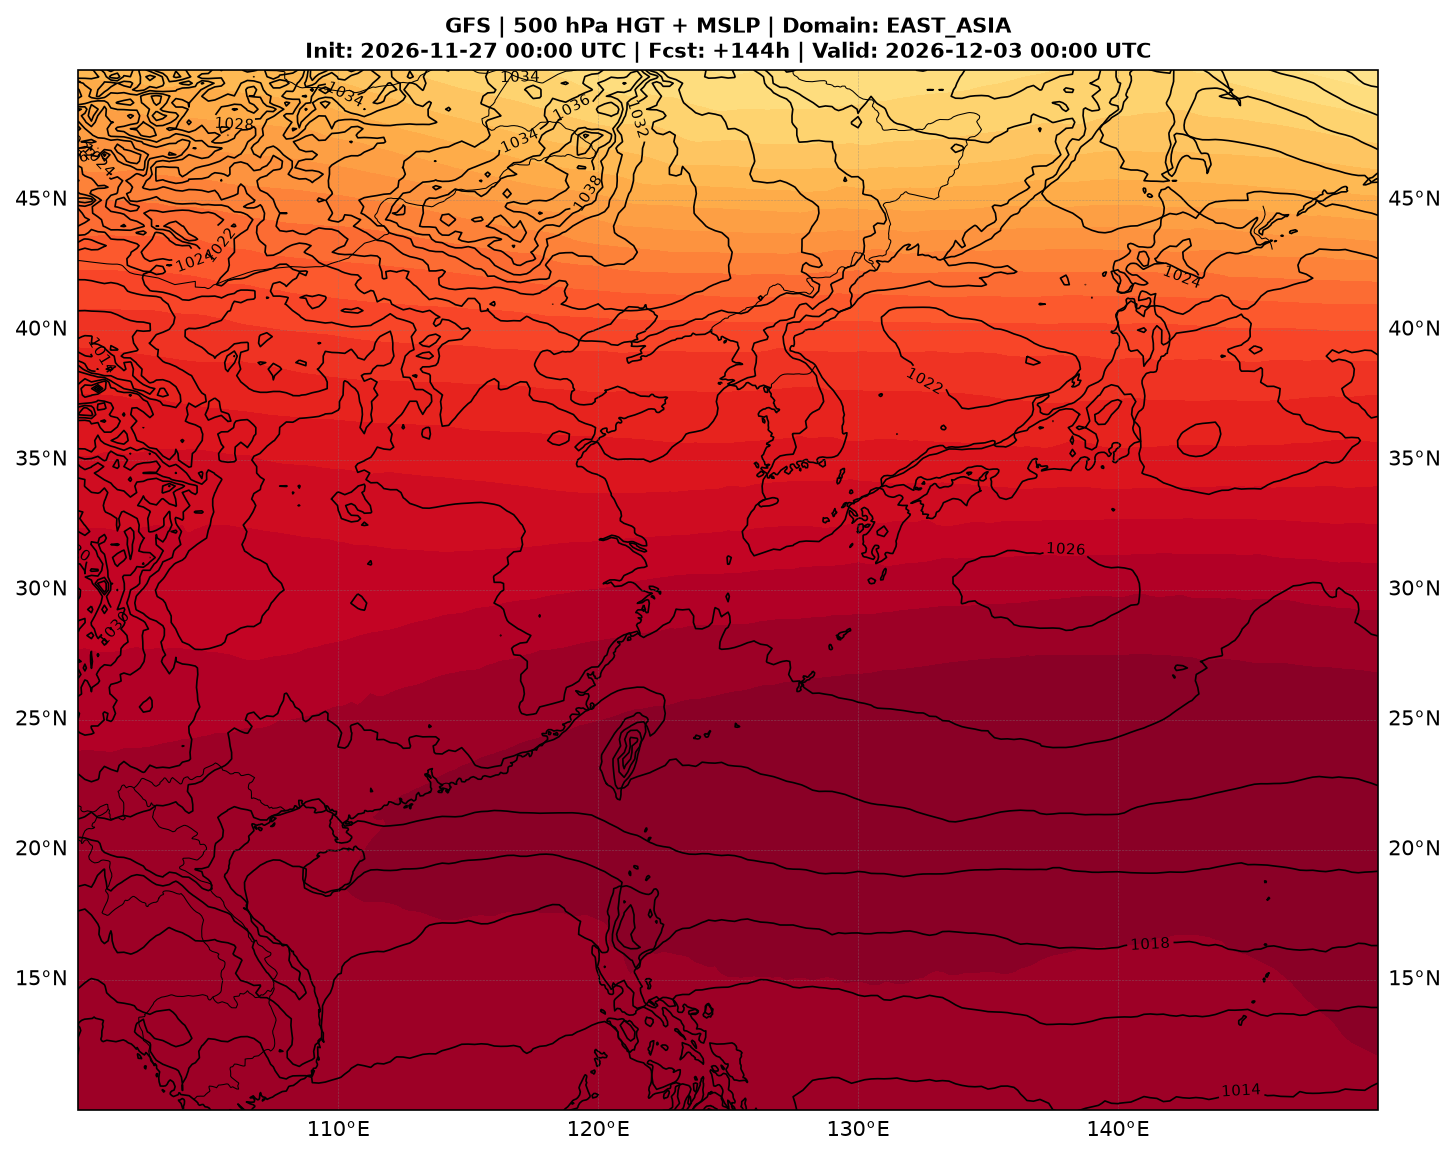 GFS | 500 hPa HGT + MSLP | Domain: EAST_ASIA
Init: 2026-11-27 00:00 UTC | Fcst: +144h | Valid: 2026-12-03 00:00 UTC
1034
1034
1036
1032
1028
1034
1024
1038
45°N
45°N
1022
1024
1024
40°N
40°N
1022
35°N
35°N
1026
30°N
30°N
1030
25°N
25°N
20°N
20°N
1018
15°N
15°N
1014
110°E
120°E
130°E
140°E